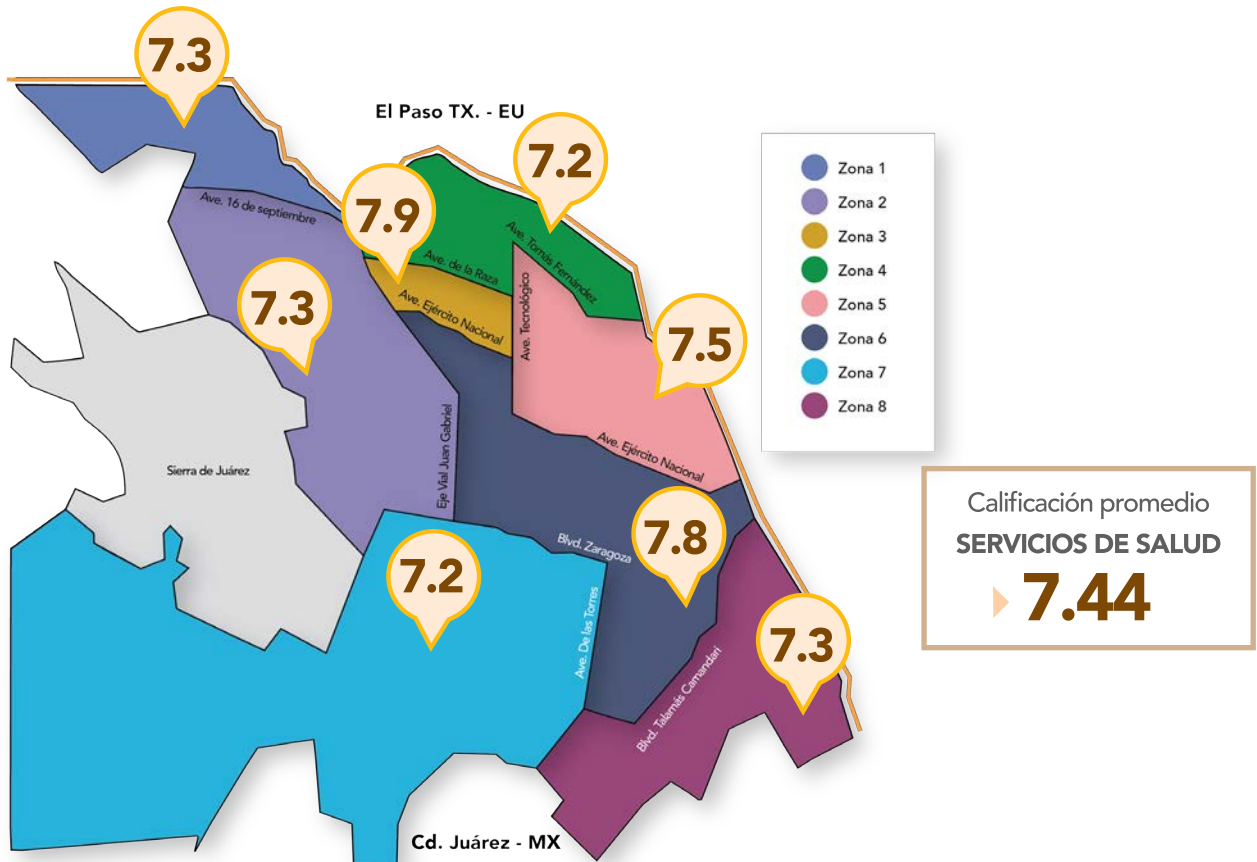 7.3
El Paso TX. - EU
7.2
Zona 1
Zona 2
Zona 3
Zona 4
Zona 5
Zona 6
Zona 7
Zona 8
Ave. 16 de septiembre
7.9
Ave. Tomás Fernández
Ave. de la Raza
Ave. Ejército Nacional
Ave. Tecnológico
7.3
7.5
Eje Vial Juan Gabriel
Ave. Ejército Nacional
Sierra de Juárez
Calificación promedio
SERVICIOS DE SALUD
7.44
7.8
Blvd. Zaragoza
7.2
Ave. De las Torres
7.3
Blvd. Talamás Camandari
Cd. Juárez - MX